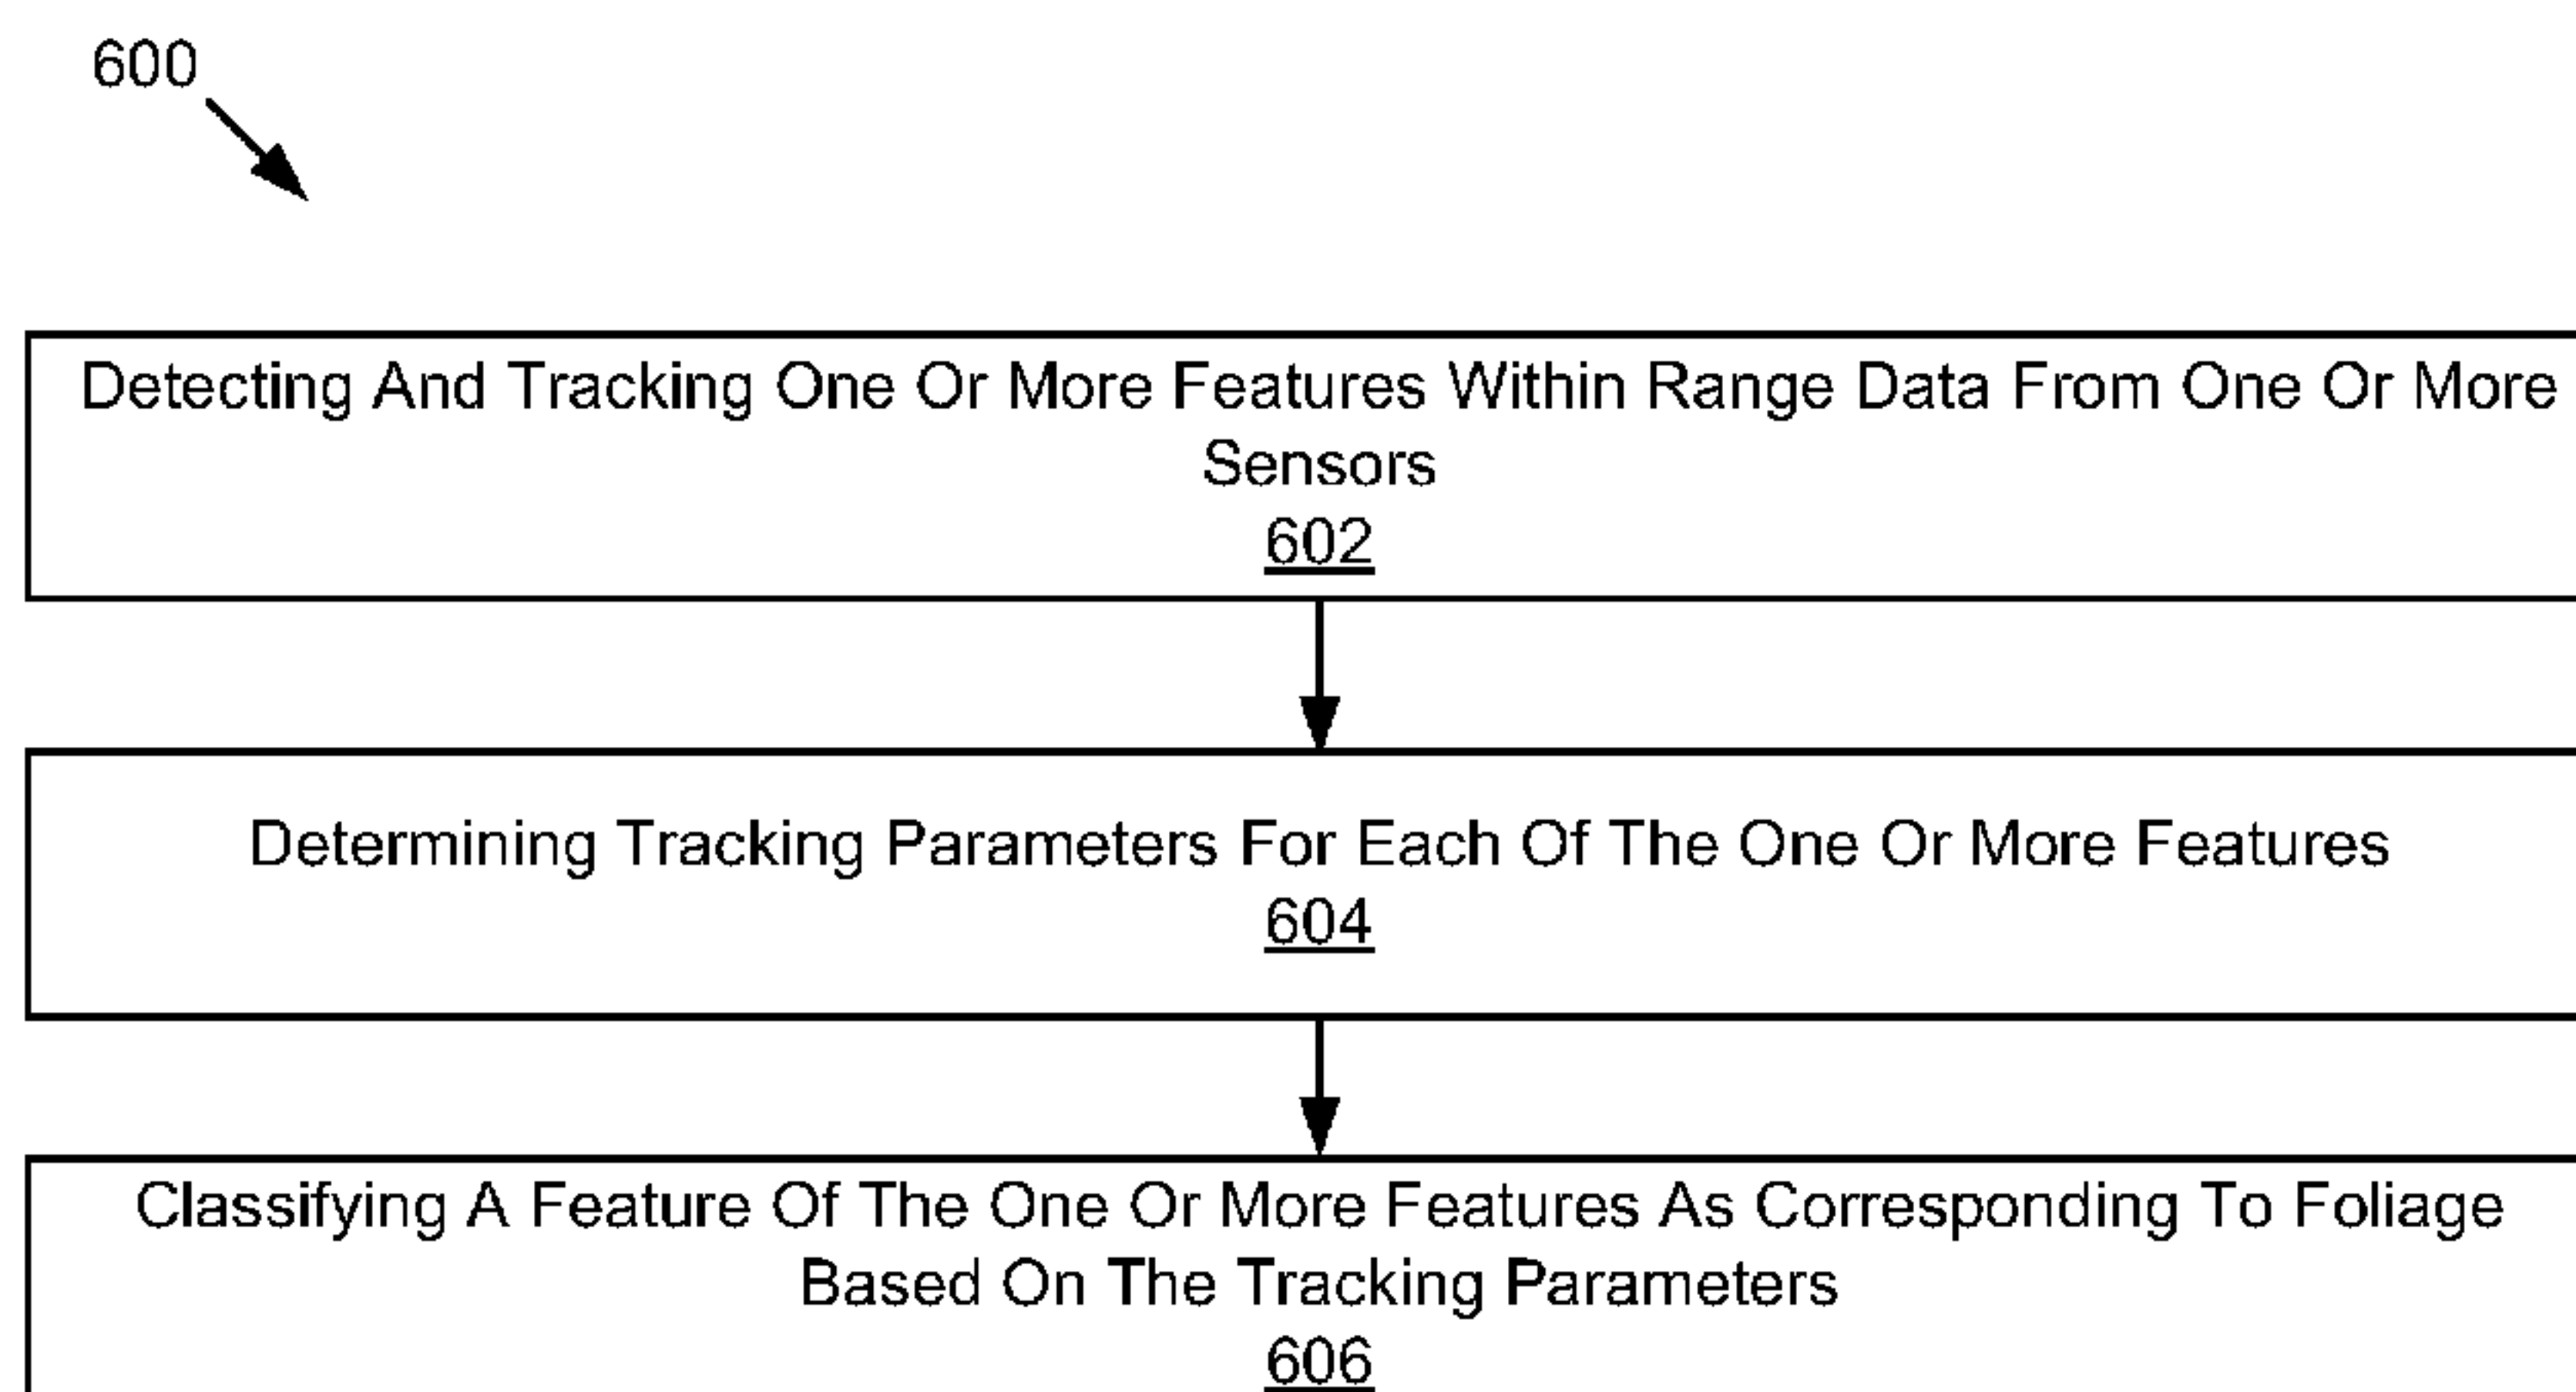 600
Detecting And Tracking One Or More Features Within Range Data From One Or More
Sensors
602
Determining Tracking Parameters For Each Of The One Or More Features
604
Classifying A Feature Of The One Or More Features As Corresponding To Foliage
Based On The Tracking Parameters
606